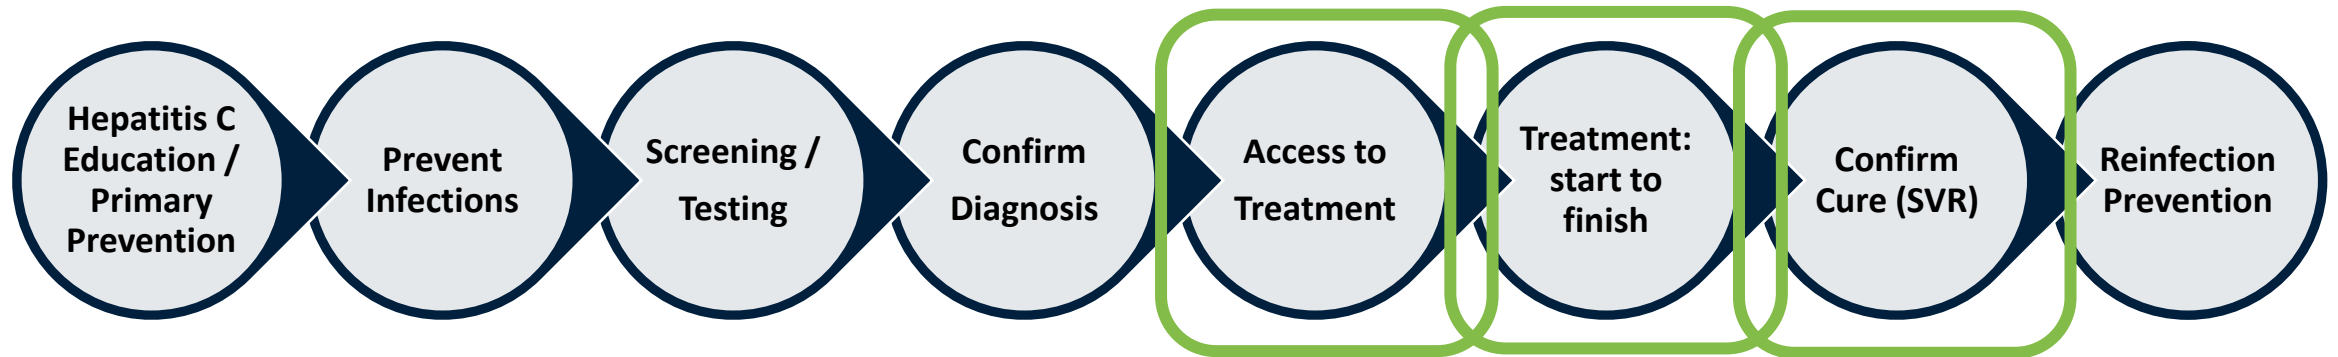 Hepatitis C
Education /
Primary
Prevention
Prevent
Infections
Screening /
Testing
Confirm
Diagnosis
Access to
Treatment
Treatment:
start to
finish
Confirm
Cure (SVR)
Reinfection
Prevention